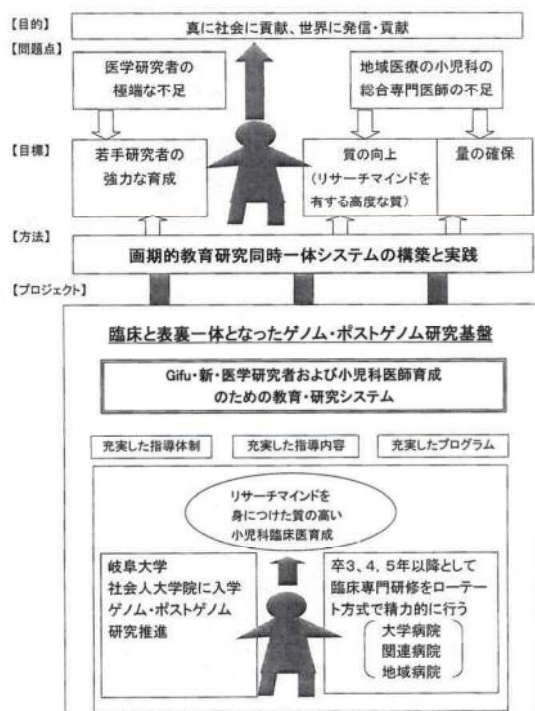 【目的】
真に社会に貢献、世界に発信・貢献
【問題点】
医学研究者の
極端な不足
地域医療の小児科の
総合専門医師の不足
【目標】
若手研究者の
強力な育成
質の向上
(リサーチマインドを
有する高度な質)
量の確保
【方法】
画期的教育研究同時一体システムの構築と実践
【プロジェクト】
臨床と表裏一体となったゲノム・ポストゲノム研究基盤
Gifu・新・医学研究者および小児科医師育成
のための教育・研究システム
充実した指導体制
充実した指導内容
充実したプログラム
リサーチマインドを
身につけた質の高い
小児科臨床医育成
岐阜大学
社会人大学院に入学
ゲノム・ポストゲノム
研究推進
卒3、4、5年以降として
臨床専門研修をローテー
ト方式で精力的に行う
大学病院
関連病院
地域病院